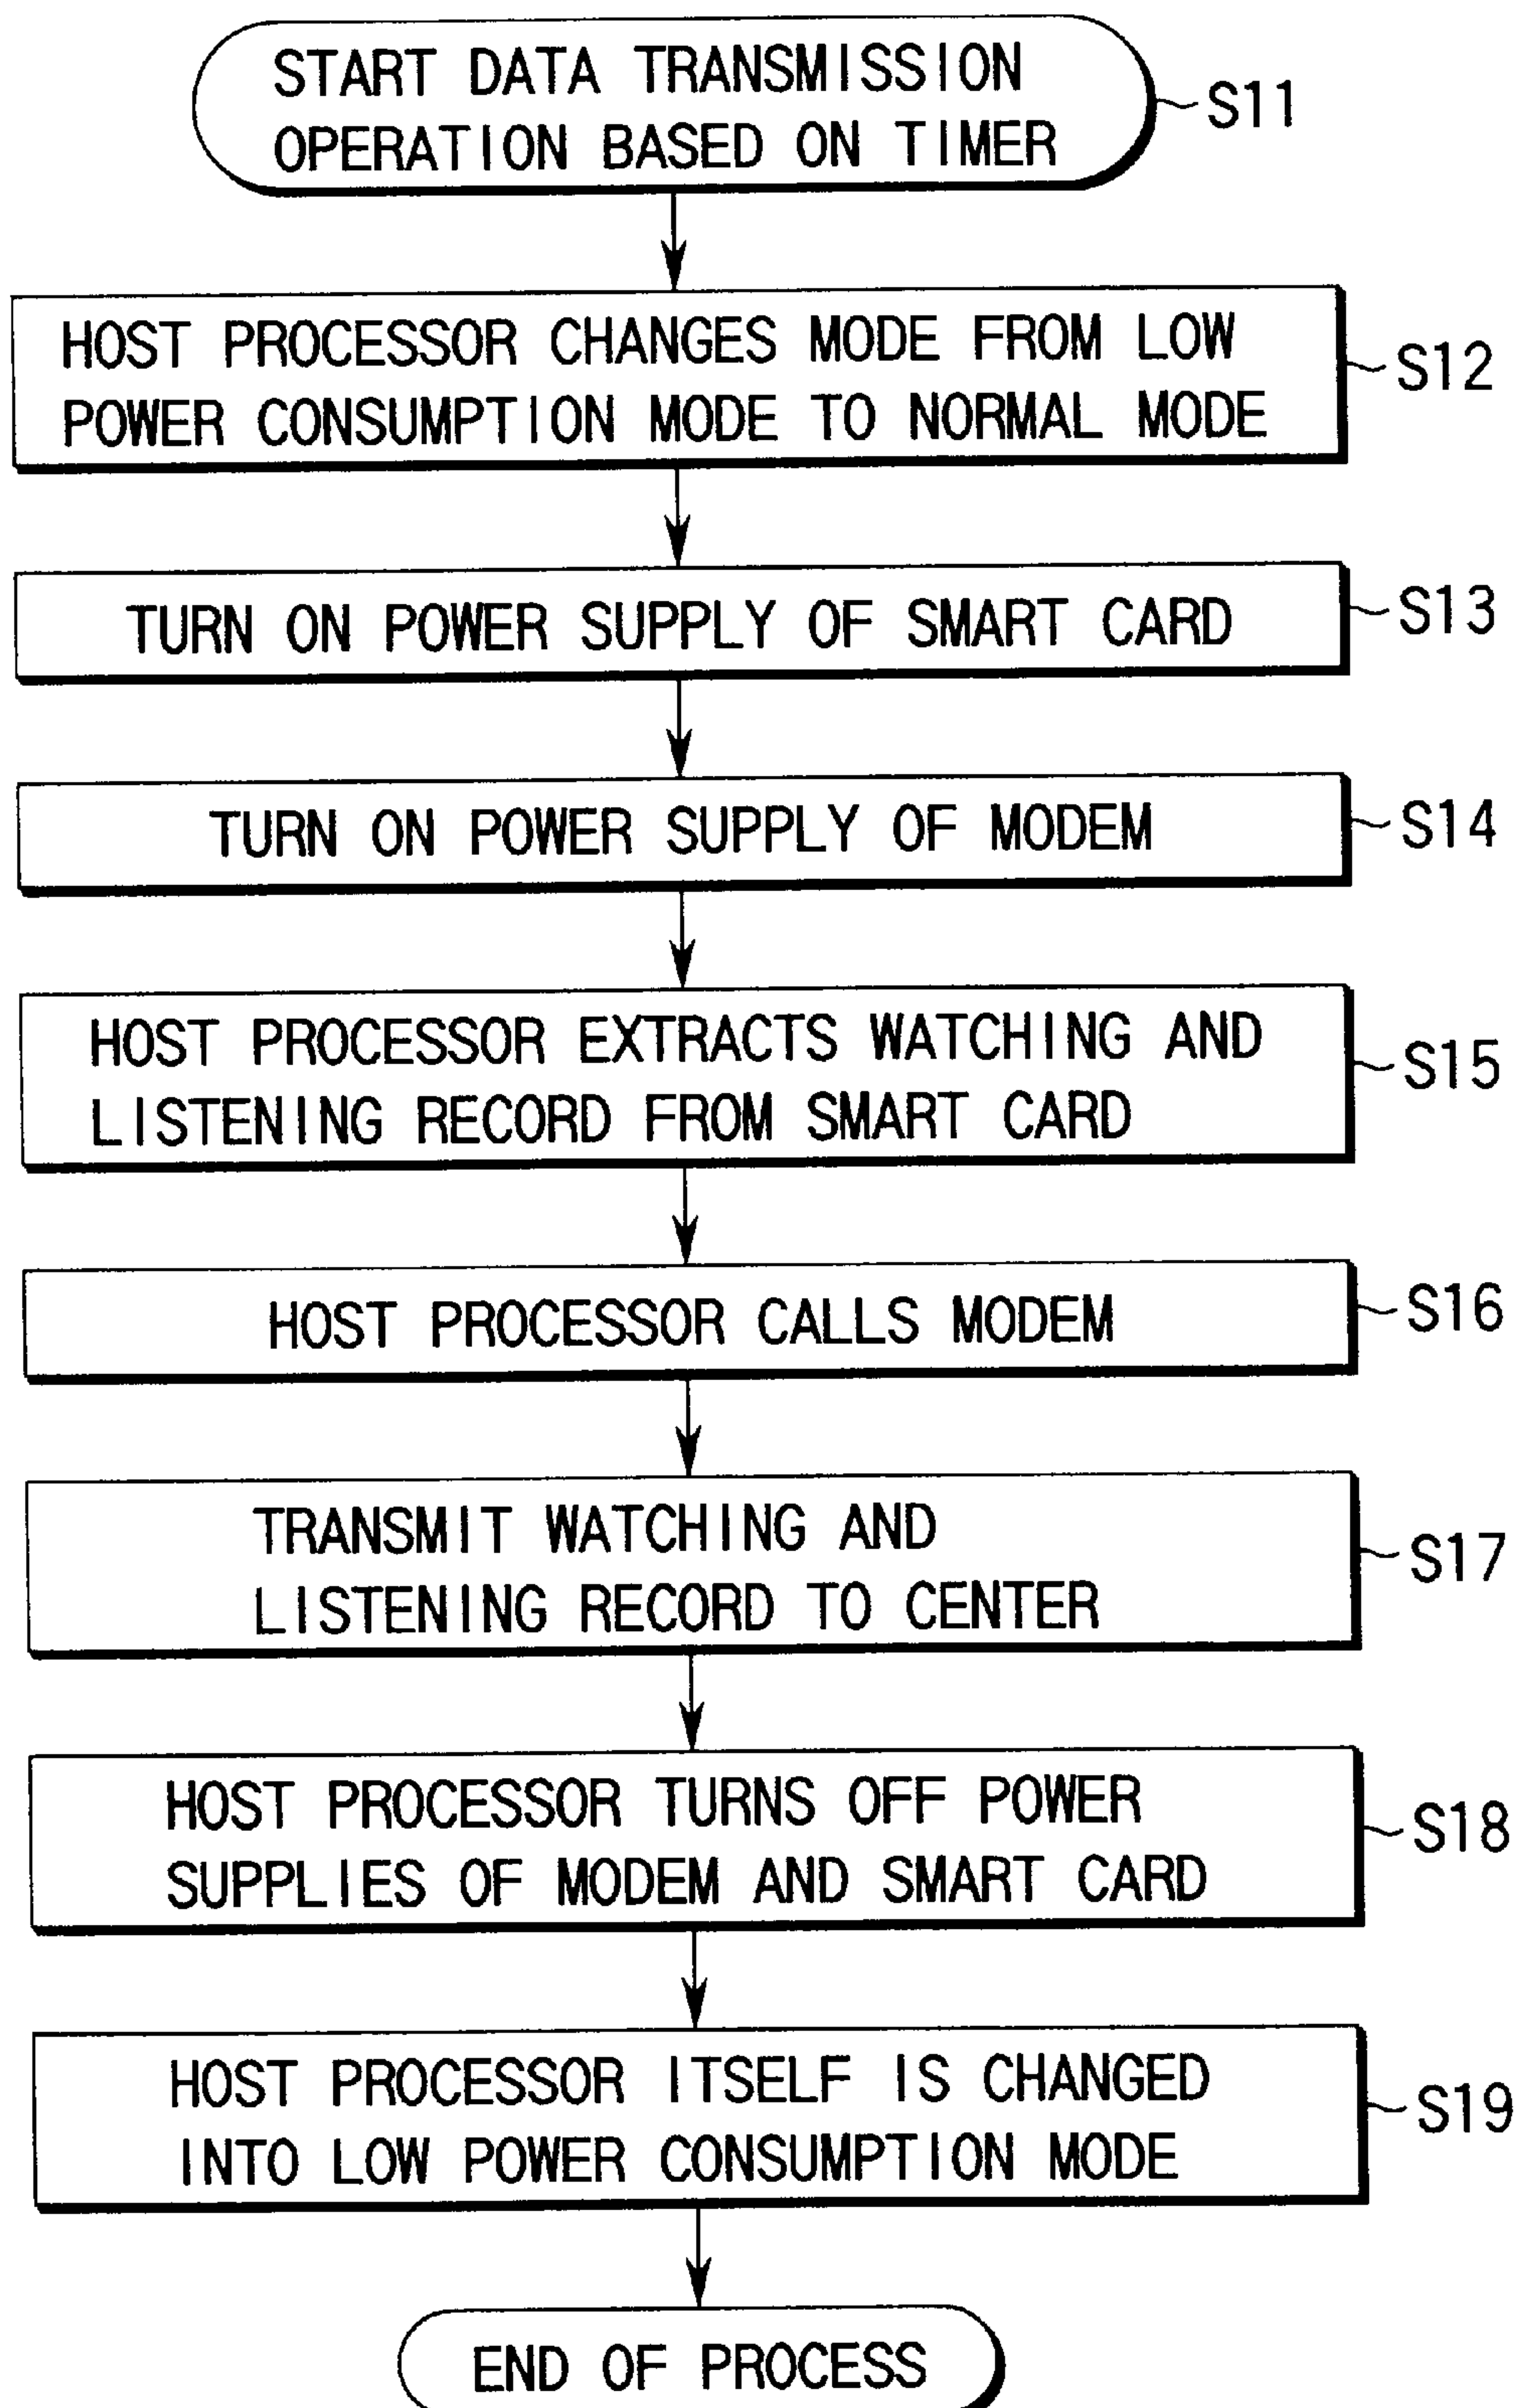 START DATA TRANSMISSION
OPERATION BASED ON TIMER
S11
HOST PROCESSOR CHANGES MODE FROM LOW
POWER CONSUMPTION MODE TO NORMAL MODE
S12
TURN ON POWER SUPPLY OF SMART CARD
S13
TURN ON POWER SUPPLY OF MODEM
S14
HOST PROCESSOR EXTRACTS WATCHING AND
LISTENING RECORD FROM SMART CARD
S15
HOST PROCESSOR CALLS MODEM
S16
TRANSMIT WATCHING AND
LISTENING RECORD TO CENTER
S17
HOST PROCESSOR TURNS OFF POWER
SUPPLIES OF MODEM AND SMART CARD
S18
HOST PROCESSOR ITSELF IS CHANGED
INTO LOW POWER CONSUMPTION MODE
S19
END OF PROCESS